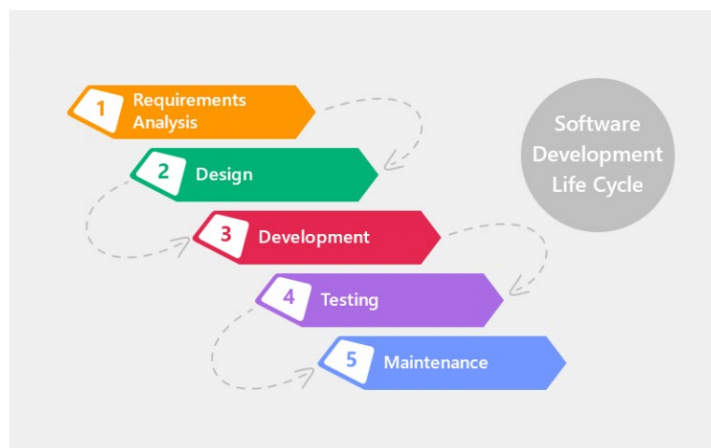 1
Requirements
Analysis
2
Design
3
Development
4
Testing
5
Maintenance
Software
Development
Life Cycle